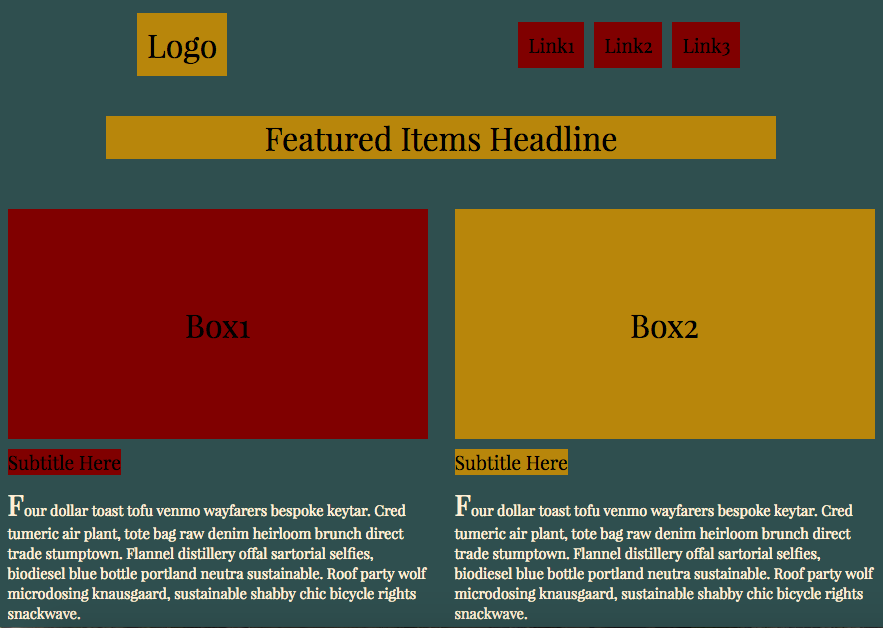 Logo
Link1 Link2 Link3
Featured Items Headline
Box1
Box2
Subtitle Here
Four dollar toast tofu venmo wayfarers bespoke keytar. Cred
tumeric air plant, tote bag raw denim heirloom brunch direct
trade stumptown. Flannel distillery offal sartorial selfies,
biodiesel blue bottle portland neutra sustainable. Roof party wolf
microdosing knausgaard, sustainable shabby chic bicycle rights
snackwave.
Subtitle Here
Four dollar toast tofu venmo wayfarers bespoke keytar. Cred
tumeric air plant, tote bag raw denim heirloom brunch direct
trade stumptown. Flannel distillery offal sartorial selfies,
biodiesel blue bottle portland neutra sustainable. Roof party wolf
microdosing knausgaard, sustainable shabby chic bicycle rights
snackwave.